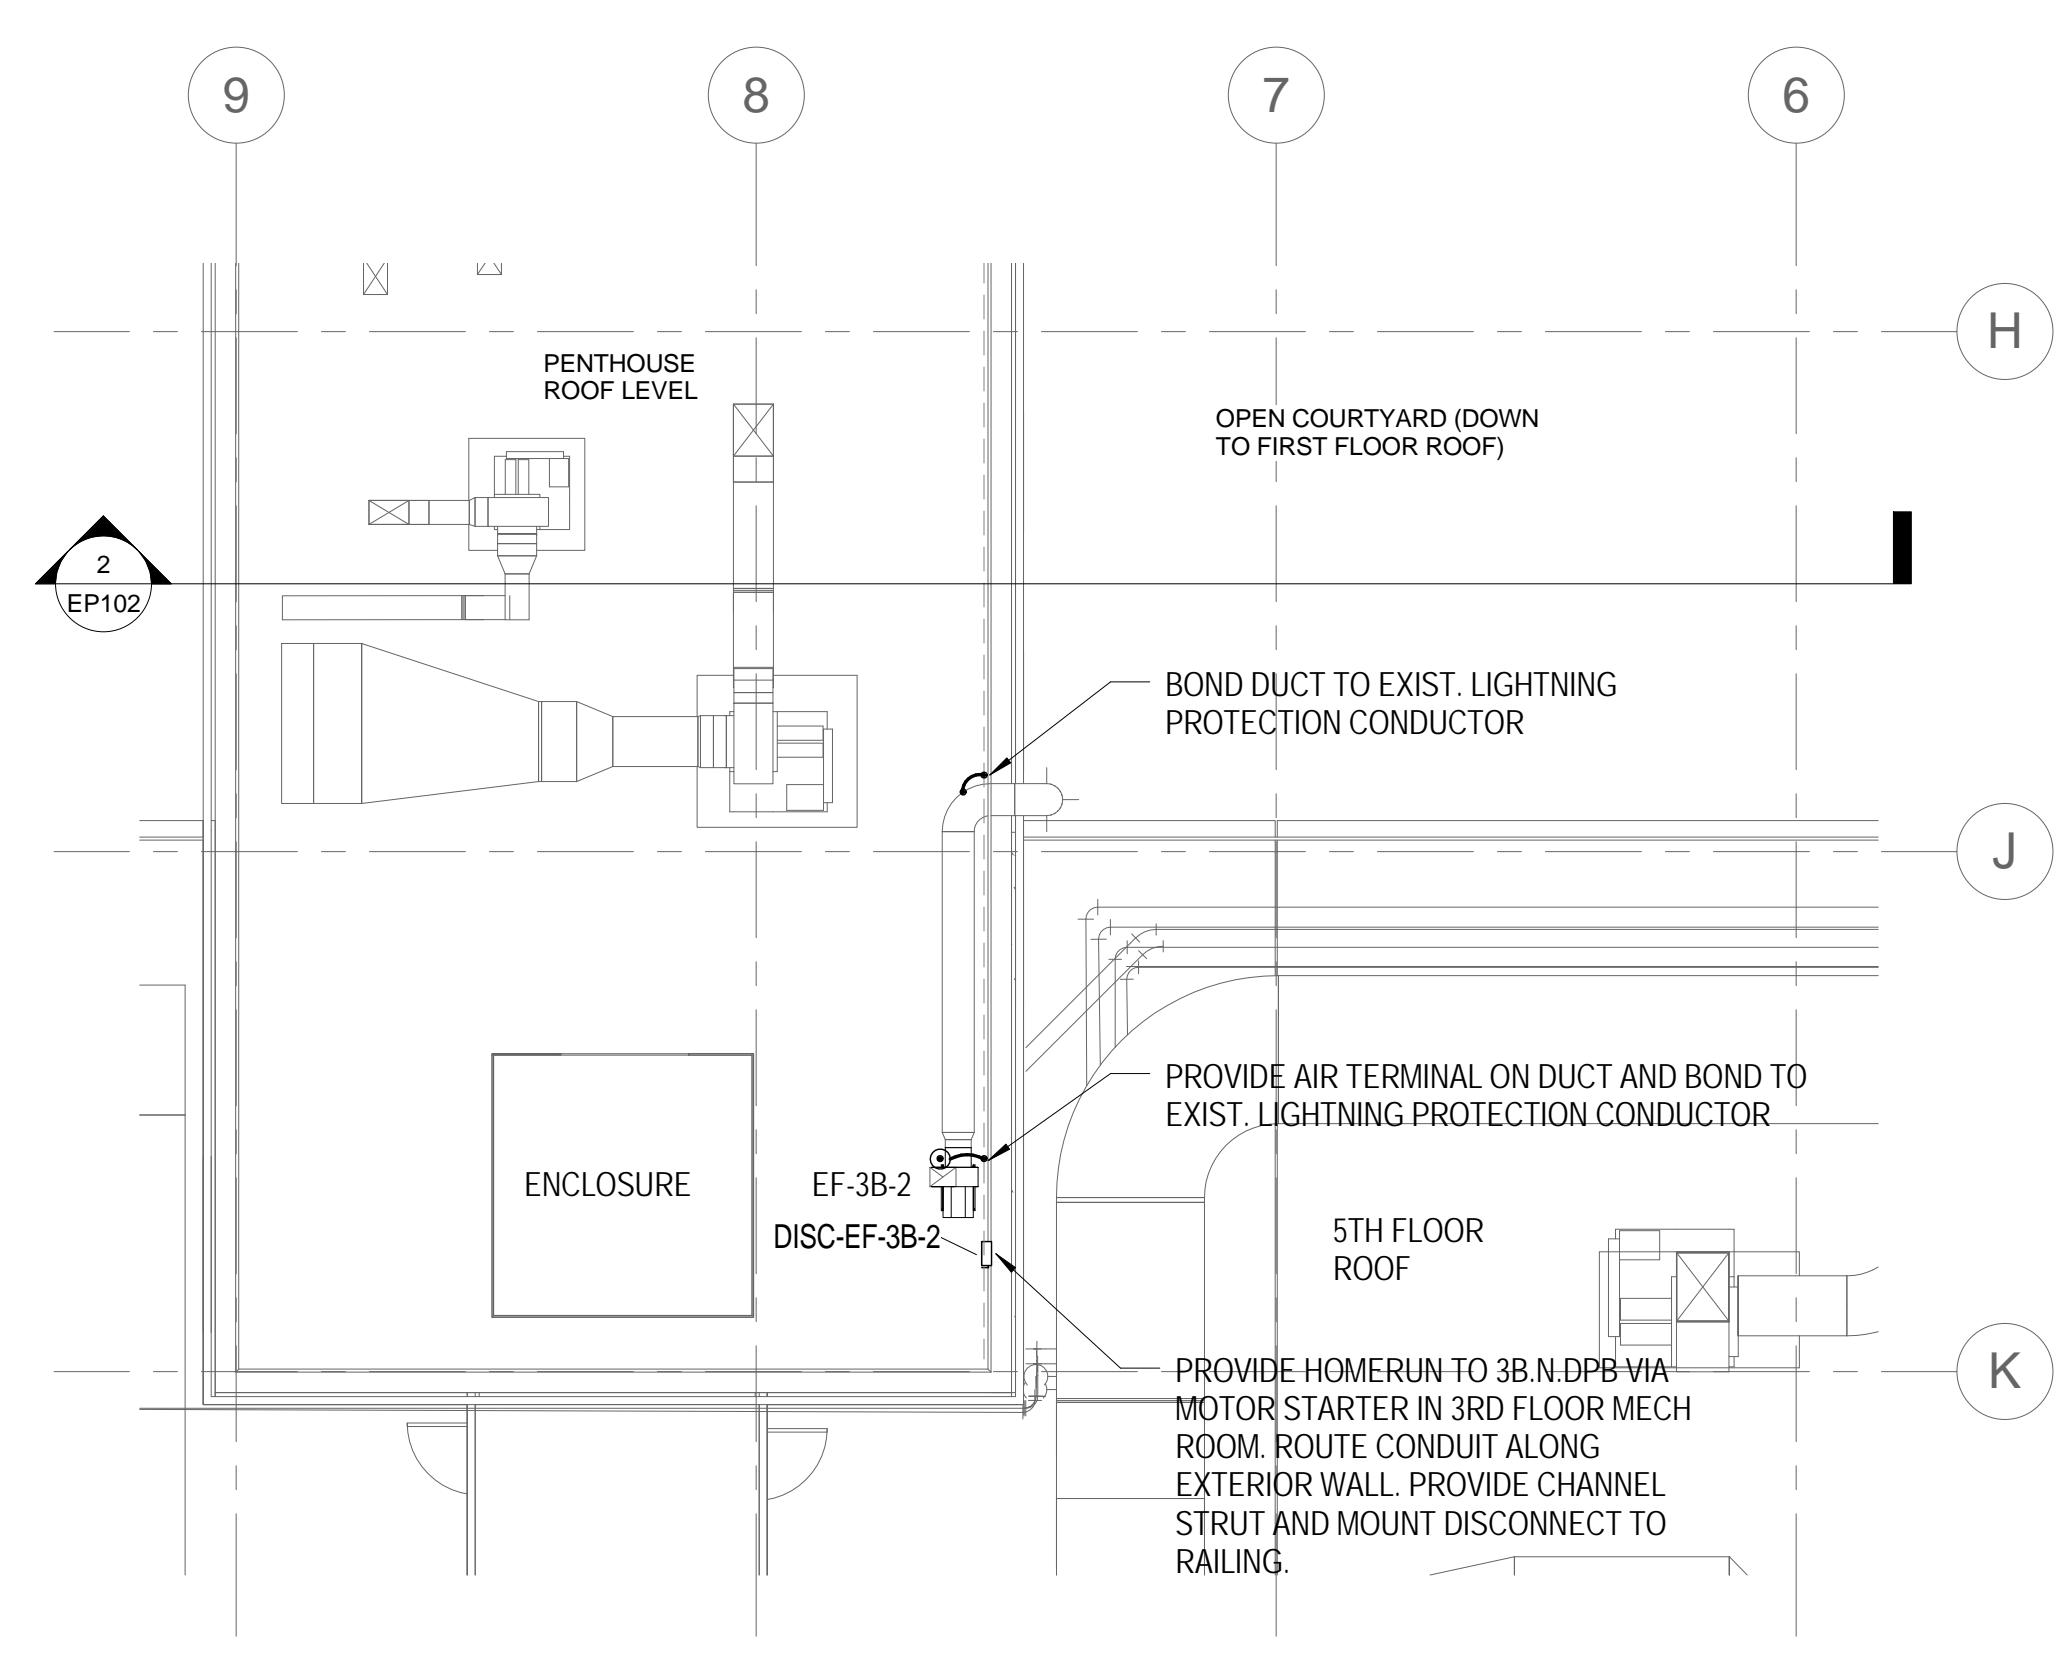 9
8
7
6
H
PENTHOUSE
ROOF LEVEL
OPEN COURTYARD (DOWN
TO FIRST FLOOR ROOF)
2
EP102
BOND DUCT TO EXIST. LIGHTNING
PROTECTION CONDUCTOR
J
PROVIDE AIR TERMINAL ON DUCT AND BOND TO
EXIST. LIGHTNING PROTECTION CONDUCTOR
ENCLOSURE
EF-3B-2
DISC-EF-3B-2
5TH FLOOR
ROOF
K
PROVIDE HOMERUN TO 3B.N.DPB VIA
MOTOR STARTER IN 3RD FLOOR MECH
ROOM. ROUTE CONDUIT ALONG
EXTERIOR WALL. PROVIDE CHANNEL
STRUT AND MOUNT DISCONNECT TO
RAILING.